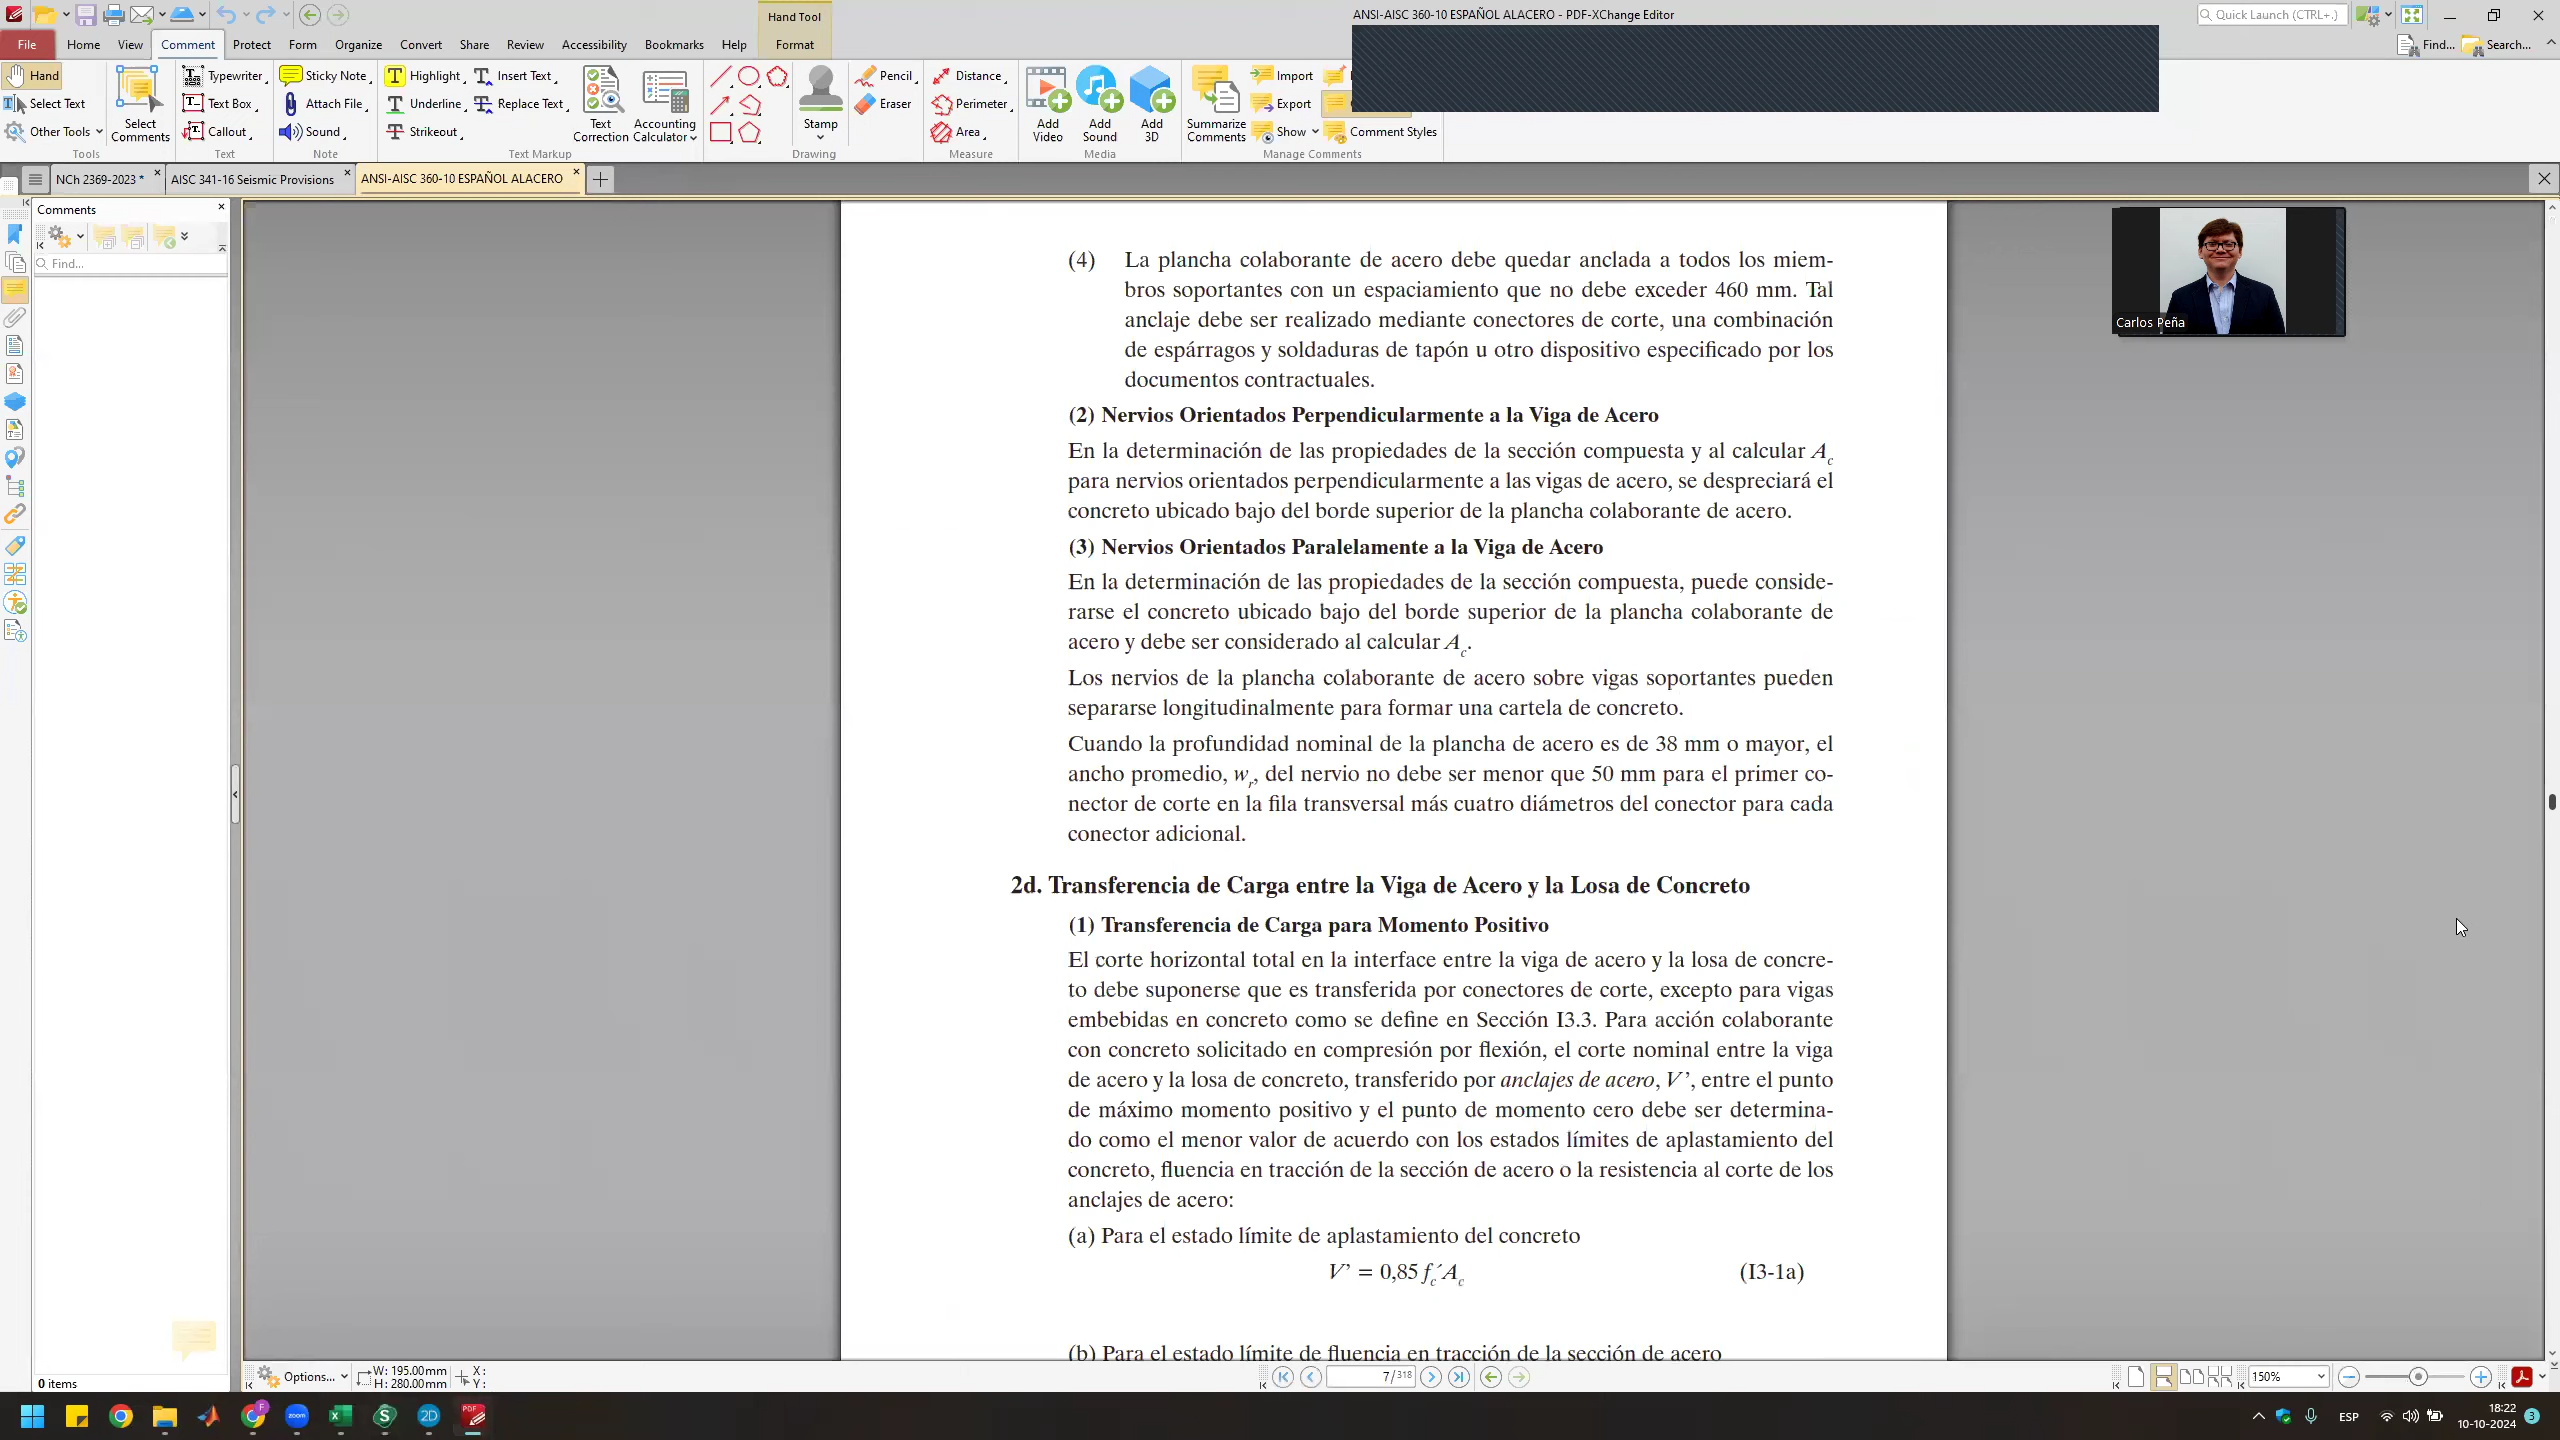 ANSI-AISC 360-10 ESPAÑOL ALACERO - PDF-XChange Editor
Hand Tool
Quick Launch (CTRL+.)
File Home View Comment Protect Form Organize Convert Share Review Accessibility Bookmarks Help Format
Find... Search...
Hand
Select Text
Other Tools
Tools
Select Comments
Typewriter
Text Box
Callout
Text
Sticky Note
Attach File
Sound
Note
Highlight
Underline
Strikeout
Insert Text
Replace Text
Text Correction
Accounting Calculator
Text Markup
Stamp
Pencil
Eraser
Drawing
Distance
Perimeter
Area
Measure
Add Video
Add Sound
Add 3D
Media
Summarize Comments
Import
Export
Show
Comment Styles
Manage Comments
NCh 2369-2023 *
AISC 341-16 Seismic Provisions
ANSI-AISC 360-10 ESPAÑOL ALACERO
Comments
Find...
(4) La plancha colaborante de acero debe quedar anclada a todos los miem-
bros soportantes con un espaciamiento que no debe exceder 460 mm. Tal
anclaje debe ser realizado mediante conectores de corte, una combinación
de espárragos y soldaduras de tapón u otro dispositivo especificado por los
documentos contractuales.
(2) Nervios Orientados Perpendicularmente a la Viga de Acero
En la determinación de las propiedades de la sección compuesta y al calcular Ac
para nervios orientados perpendicularmente a las vigas de acero, se despreciará el
concreto ubicado bajo del borde superior de la plancha colaborante de acero.
(3) Nervios Orientados Paralelamente a la Viga de Acero
En la determinación de las propiedades de la sección compuesta, puede conside-
rarse el concreto ubicado bajo del borde superior de la plancha colaborante de
acero y debe ser considerado al calcular Ac.
Los nervios de la plancha colaborante de acero sobre vigas soportantes pueden
separarse longitudinalmente para formar una cartela de concreto.
Cuando la profundidad nominal de la plancha de acero es de 38 mm o mayor, el
ancho promedio, wr, del nervio no debe ser menor que 50 mm para el primer co-
nector de corte en la fila transversal más cuatro diámetros del conector para cada
conector adicional.
2d. Transferencia de Carga entre la Viga de Acero y la Losa de Concreto
(1) Transferencia de Carga para Momento Positivo
El corte horizontal total en la interface entre la viga de acero y la losa de concre-
to debe suponerse que es transferida por conectores de corte, excepto para vigas
embebidas en concreto como se define en Sección I3.3. Para acción colaborante
con concreto solicitado en compresión por flexión, el corte nominal entre la viga
de acero y la losa de concreto, transferido por anclajes de acero, V’, entre el punto
de máximo momento positivo y el punto de momento cero debe ser determina-
do como el menor valor de acuerdo con los estados límites de aplastamiento del
concreto, fluencia en tracción de la sección de acero o la resistencia al corte de los
anclajes de acero:
(a) Para el estado límite de aplastamiento del concreto
V’ = 0,85 fc´Ac (I3-1a)
(b) Para el estado límite de fluencia en tracción de la sección de acero
Carlos Peña
0 items
Options...
W: 195.00mm
H: 280.00mm
X:
Y:
7/318
150%
ESP
18:22
10-10-2024
3